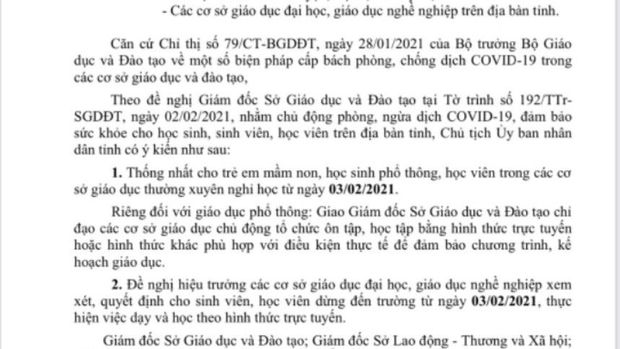 - Các cơ sở giáo dục đại học, giáo dục nghề nghiệp trên địa bàn tỉnh.
Căn cứ Chỉ thị số 79/CT-BGDĐT, ngày 28/01/2021 của Bộ trưởng Bộ Giáo
dục và Đào tạo về một số biện pháp cấp bách phòng, chống dịch COVID-19 trong
các cơ sở giáo dục và đào tạo,
Theo đề nghị Giám đốc Sở Giáo dục và Đào tạo tại Tờ trình số 192/TTr-
SGDĐT, ngày 02/02/2021, nhằm chủ động phòng, ngừa dịch COVID-19, đảm bảo
sức khỏe cho học sinh, sinh viên, học viên trên địa bàn tỉnh, Chủ tịch Ủy ban nhân
dân tỉnh có ý kiến như sau:
1. Thống nhất cho trẻ em mầm non, học sinh phổ thông, học viên trong các cơ
sở giáo dục thường xuyên nghỉ học từ ngày 03/02/2021.
Riêng đối với giáo dục phổ thông: Giao Giám đốc Sở Giáo dục và Đào tạo chỉ
đạo các cơ sở giáo dục chủ động tổ chức ôn tập, học tập bằng hình thức trực tuyến
hoặc hình thức khác phù hợp với điều kiện thực tế để đảm bảo chương trình, kế
hoạch giáo dục.
2. Đề nghị hiệu trưởng các cơ sở giáo dục đại học, giáo dục nghề nghiệp xem
xét, quyết định cho sinh viên, học viên dừng đến trường từ ngày 03/02/2021, thực
hiện việc dạy và học theo hình thức trực tuyến.
Giám đốc Sở Giáo dục và Đào tạo; Giám đốc Sở Lao động - Thương và Xã hội;